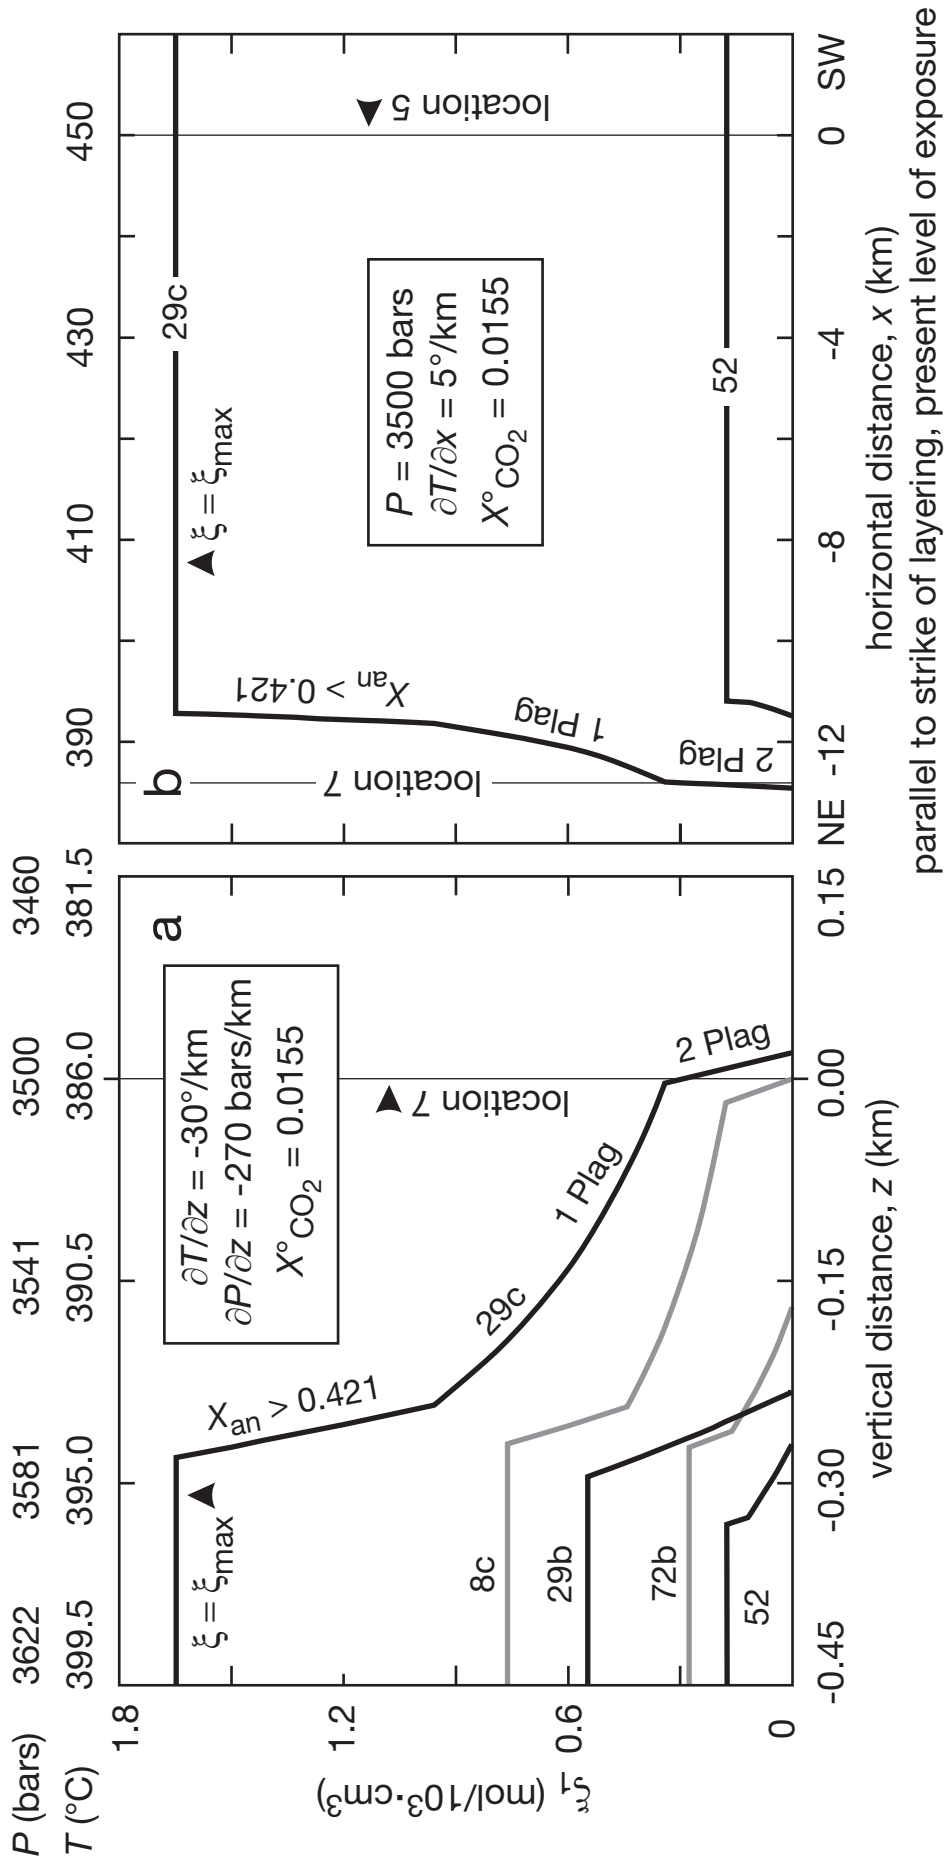 P (bars) 3622 3581 3541 3500 3460
T (°C) 399.5 395.0 390.5 386.0 381.5
390 410 430 450
a
∂T/∂z = -30°/km
∂P/∂z = -270 bars/km
X°CO2 = 0.0155
ξ = ξmax
Xan > 0.421
29c
1 Plag
2 Plag
location 7
8c
29b
72b
52
1.8
1.2
0.6
0
ξ1 (mol/10³·cm³)
-0.45 -0.30 -0.15 0.00 0.15
vertical distance, z (km)
b
location 7
29c
ξ = ξmax
Xan > 0.421
1 Plag
2 Plag
P = 3500 bars
∂T/∂x = 5°/km
X°CO2 = 0.0155
location 5
52
NE -12 -8 -4 0 SW
horizontal distance, x (km)
parallel to strike of layering, present level of exposure